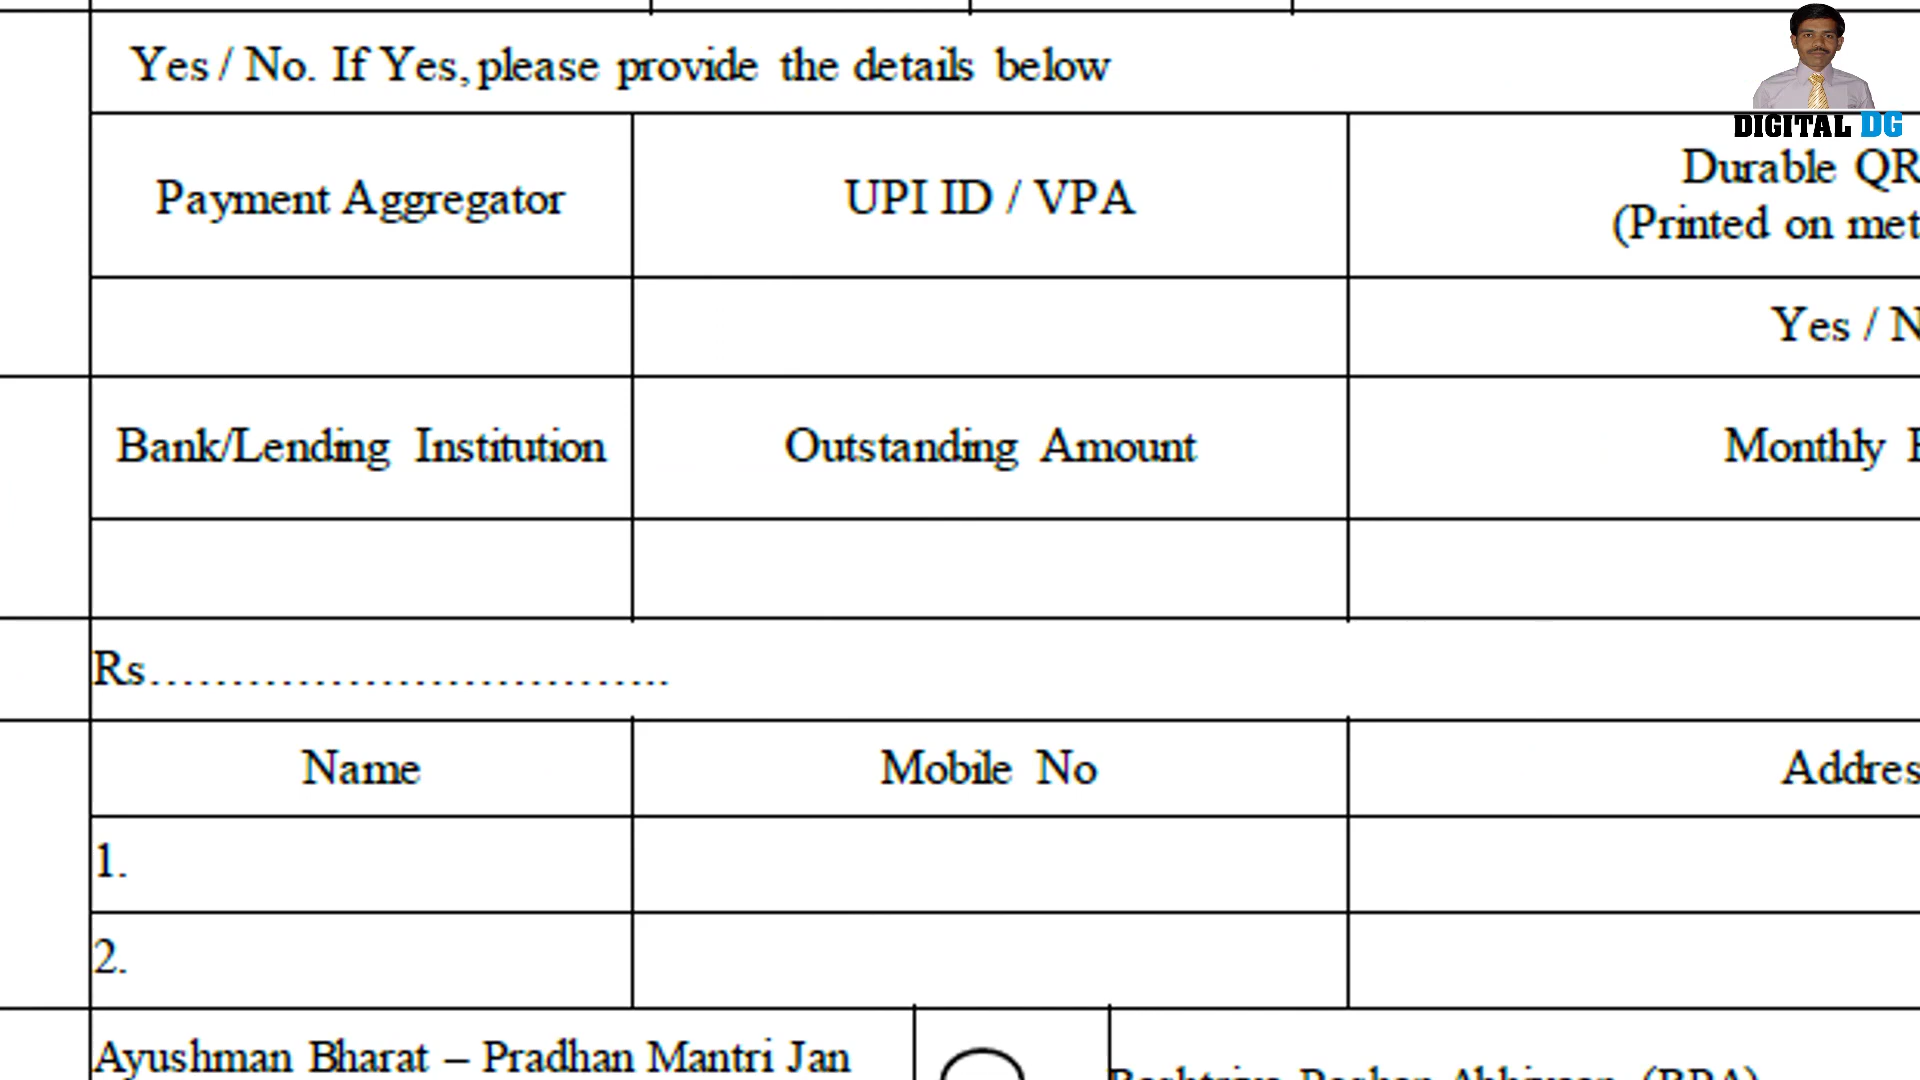 Yes / No. If Yes, please provide the details below
DIGITAL DG
Payment Aggregator
UPI ID / VPA
Durable QR
(Printed on met
Yes / N
Bank/Lending Institution
Outstanding Amount
Monthly
Rs…………………………..
Name
Mobile No
Addres
1.
2.
Ayushman Bharat – Pradhan Mantri Jan